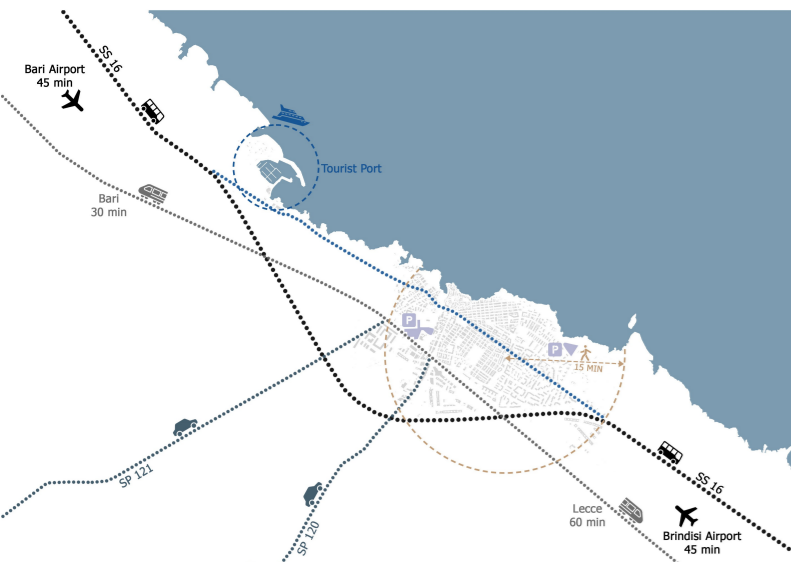 SS 16
Bari Airport
45 min
Tourist Port
Bari
30 min
P
P
15 MIN
SP 121
SP 120
SS 16
Lecce
60 min
Brindisi Airport
45 min